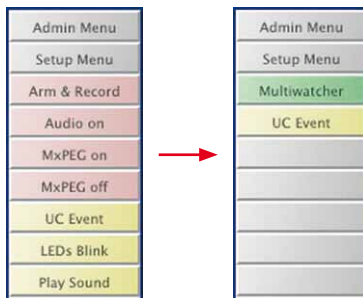 Admin Menu
Setup Menu
Arm & Record
Audio on
MxPEG on
MxPEG off
UC Event
LEDs Blink
Play Sound
Admin Menu
Setup Menu
Multiwatcher
UC Event